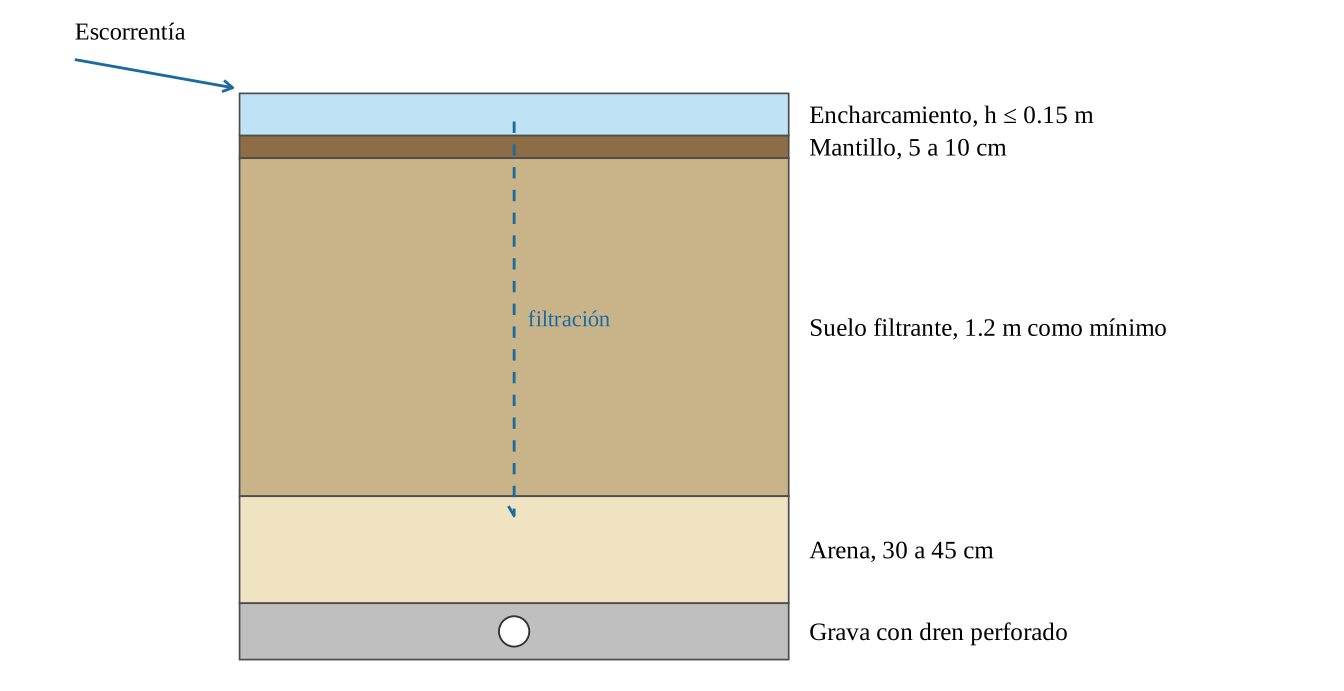 Escorrentía
Encharcamiento, h ≤ 0.15 m
Mantillo, 5 a 10 cm
filtración
Suelo filtrante, 1.2 m como mínimo
Arena, 30 a 45 cm
Grava con dren perforado